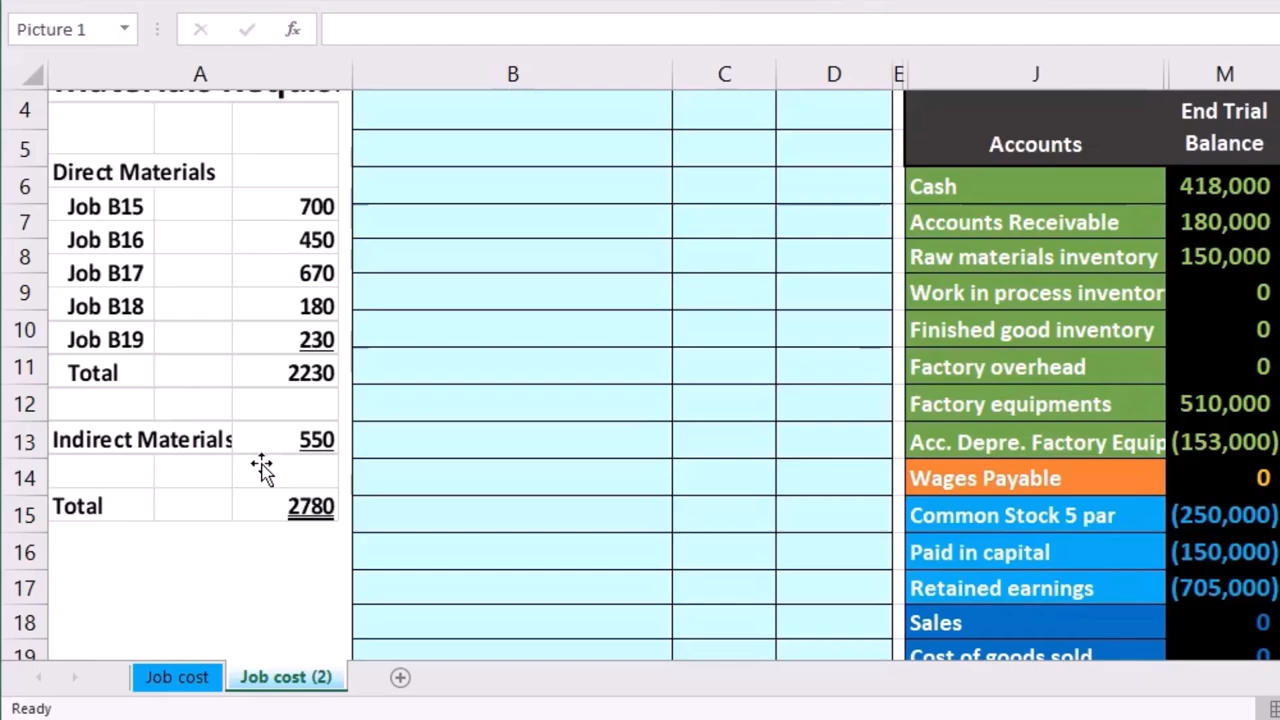 Picture 1
fx
A B C D E J M
4
Materials Requi
End Trial Balance
5
Accounts
Direct Materials
6
Cash 418,000
Job B15 700
7
Accounts Receivable 180,000
Job B16 450
8
Raw materials inventory 150,000
Job B17 670
9
Work in process inventor 0
Job B18 180
10
Finished good inventory 0
Job B19 230
11
Factory overhead 0
Total 2230
12
Factory equipments 510,000
13
Indirect Materials 550
Acc. Depre. Factory Equip (153,000)
14
Wages Payable 0
15
Total 2780
Common Stock 5 par (250,000)
16
Paid in capital (150,000)
17
Retained earnings (705,000)
18
Sales 0
19
Cost of goods sold 0
Job cost
Job cost (2)
Ready